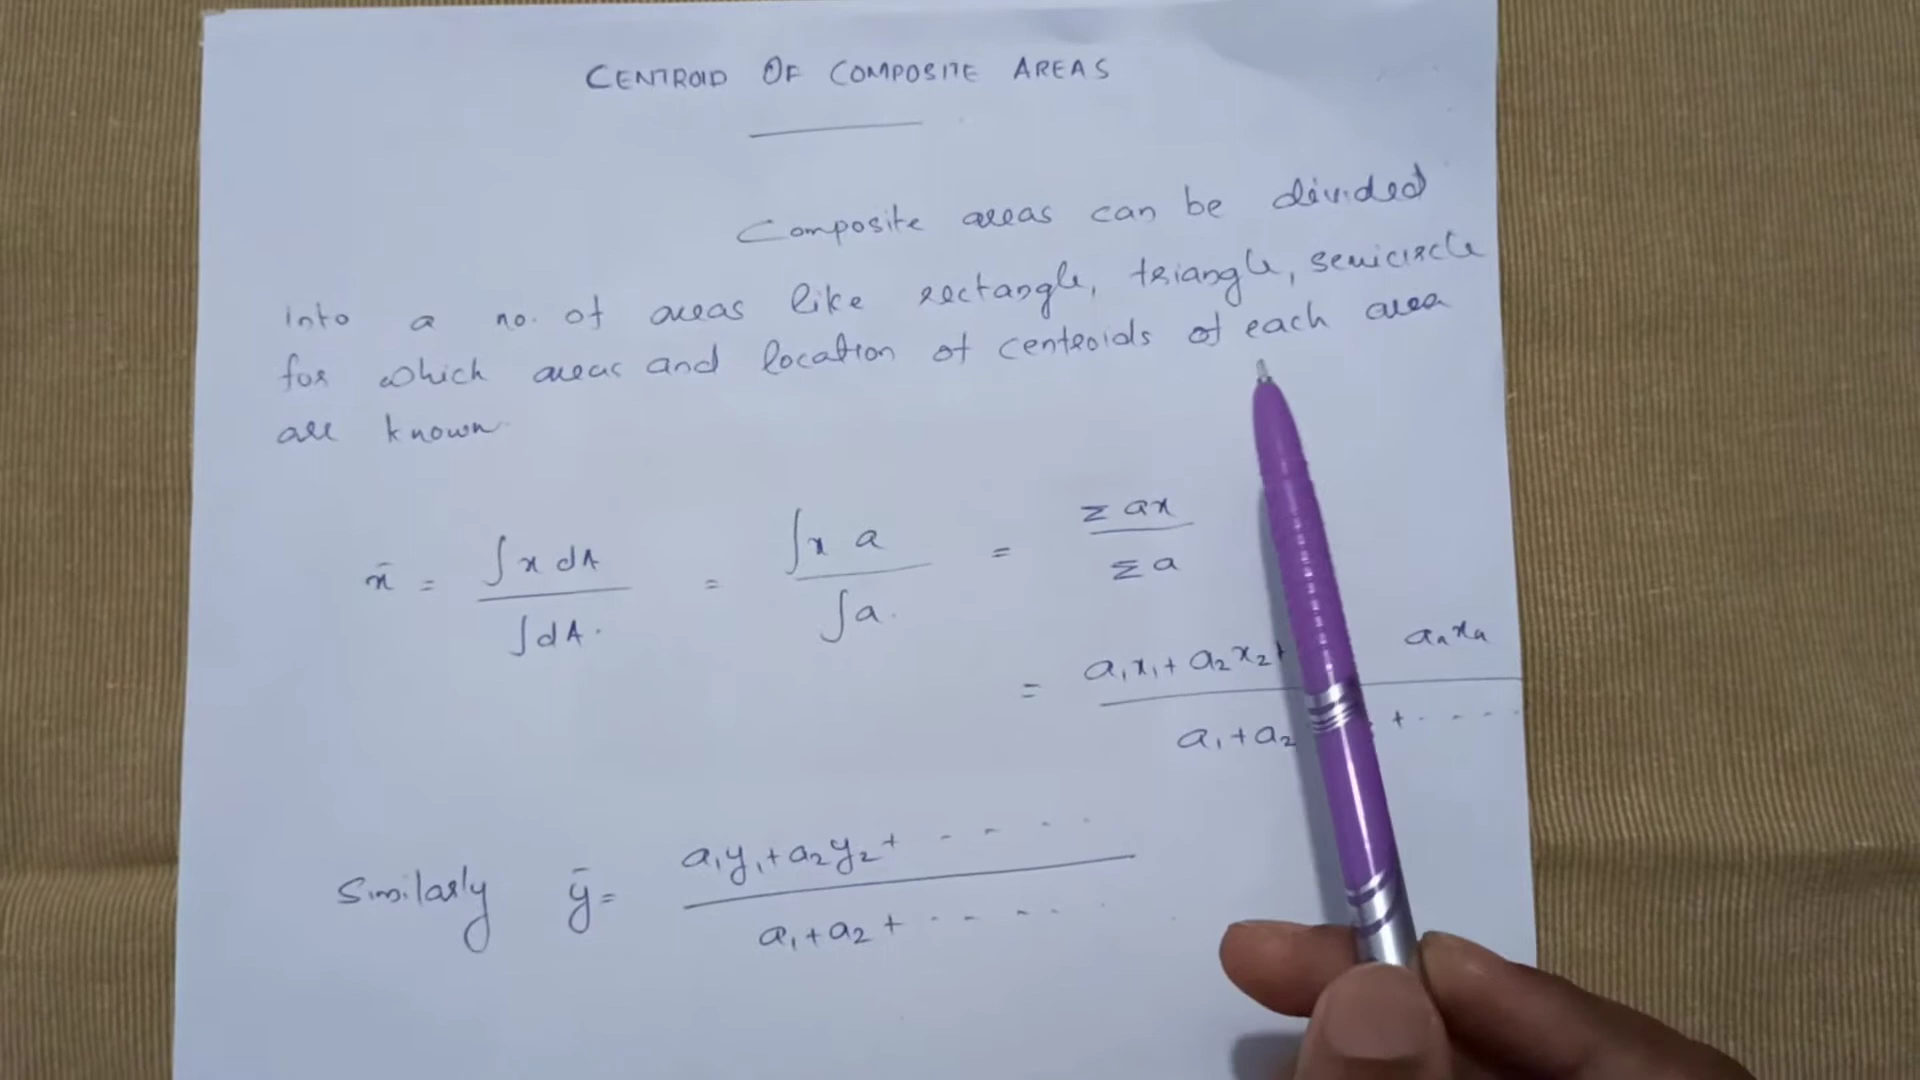 CENTROID OF COMPOSITE AREAS
Composite areas can be divided
into a no. of areas like rectangle, triangle, semicircle
for which areas and location of centroids of each area
are known
x̄ = ∫x dA / ∫dA. = ∫x a / ∫a. = Σ ax / Σ a
= a₁x₁ + a₂x₂+ aₙxₙ / a₁ + a₂ + - - - -
Similarly ȳ = a₁y₁ + a₂y₂ + - - - - / a₁ + a₂ + - - - - -